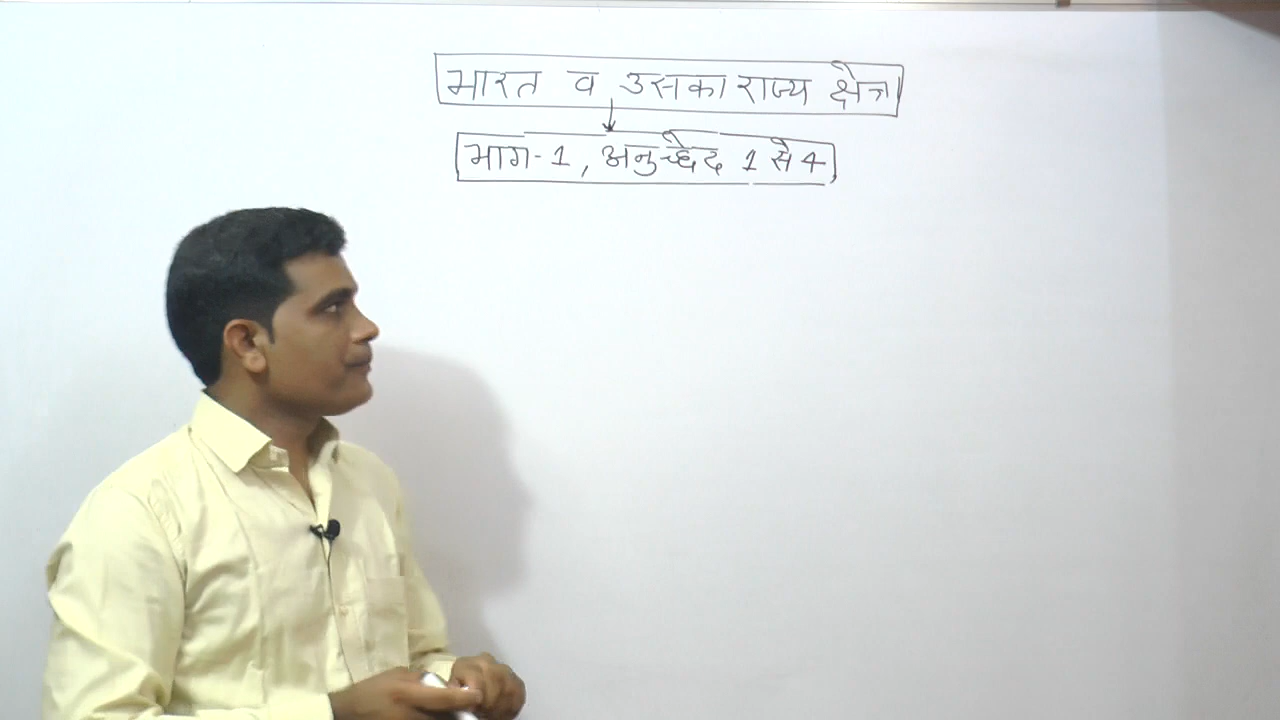 भारत व उसका राज्य क्षेत्र
भाग-1, अनुच्छेद 1 से 4